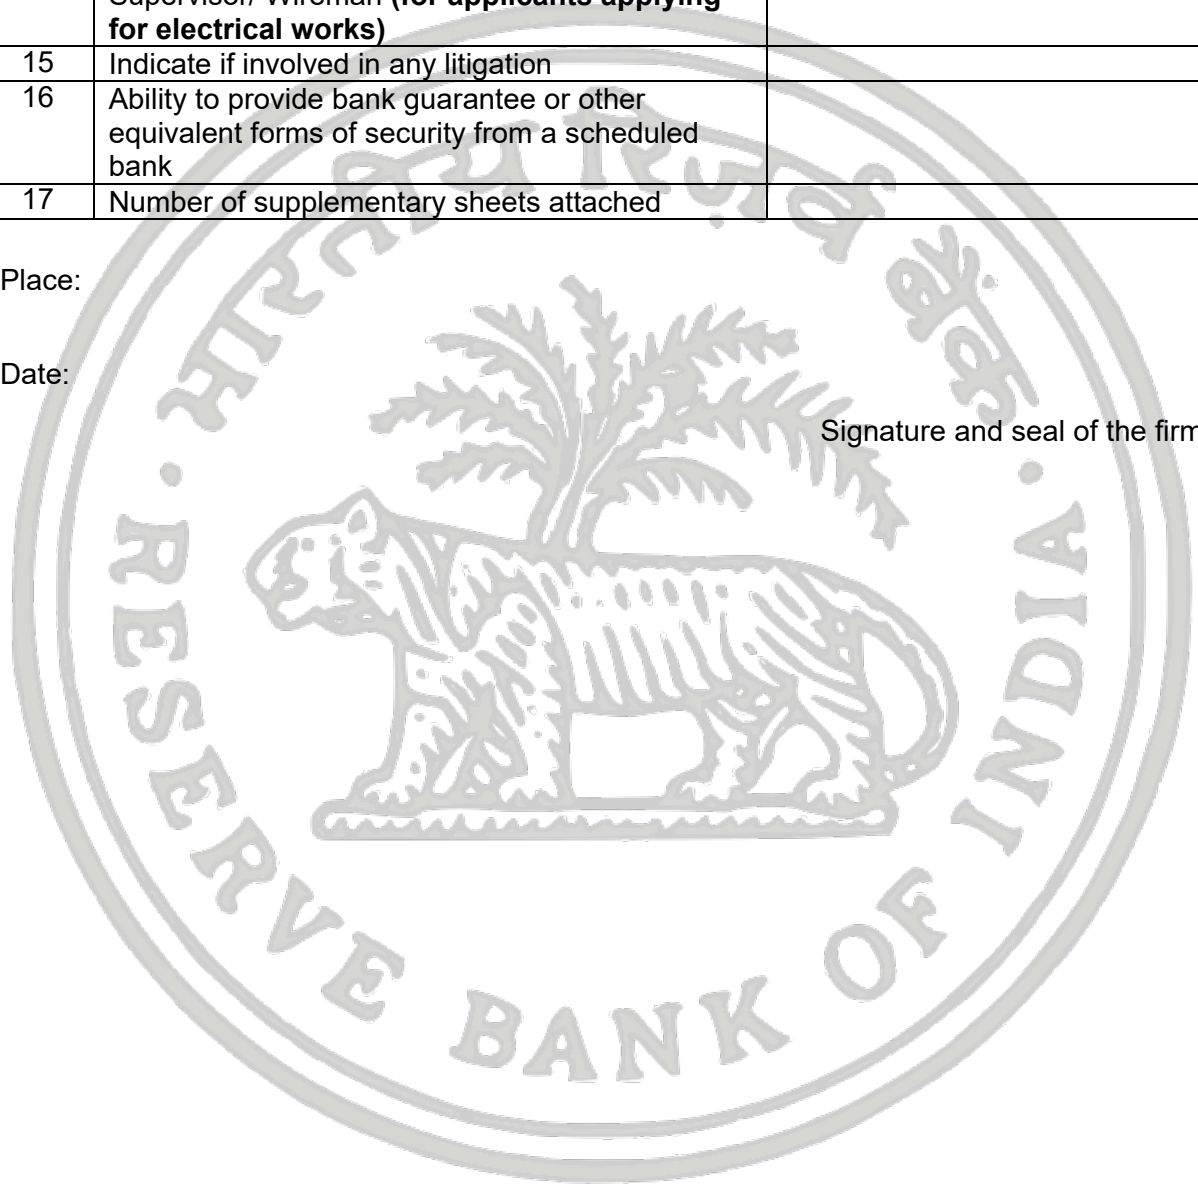 Supervisor/ Wireman (for applicants applying
for electrical works)
15 Indicate if involved in any litigation
16 Ability to provide bank guarantee or other
equivalent forms of security from a scheduled
bank
17 Number of supplementary sheets attached
Place:
Date:
Signature and seal of the firm
भारतीय रिज़र्व बैंक
RESERVE BANK OF INDIA